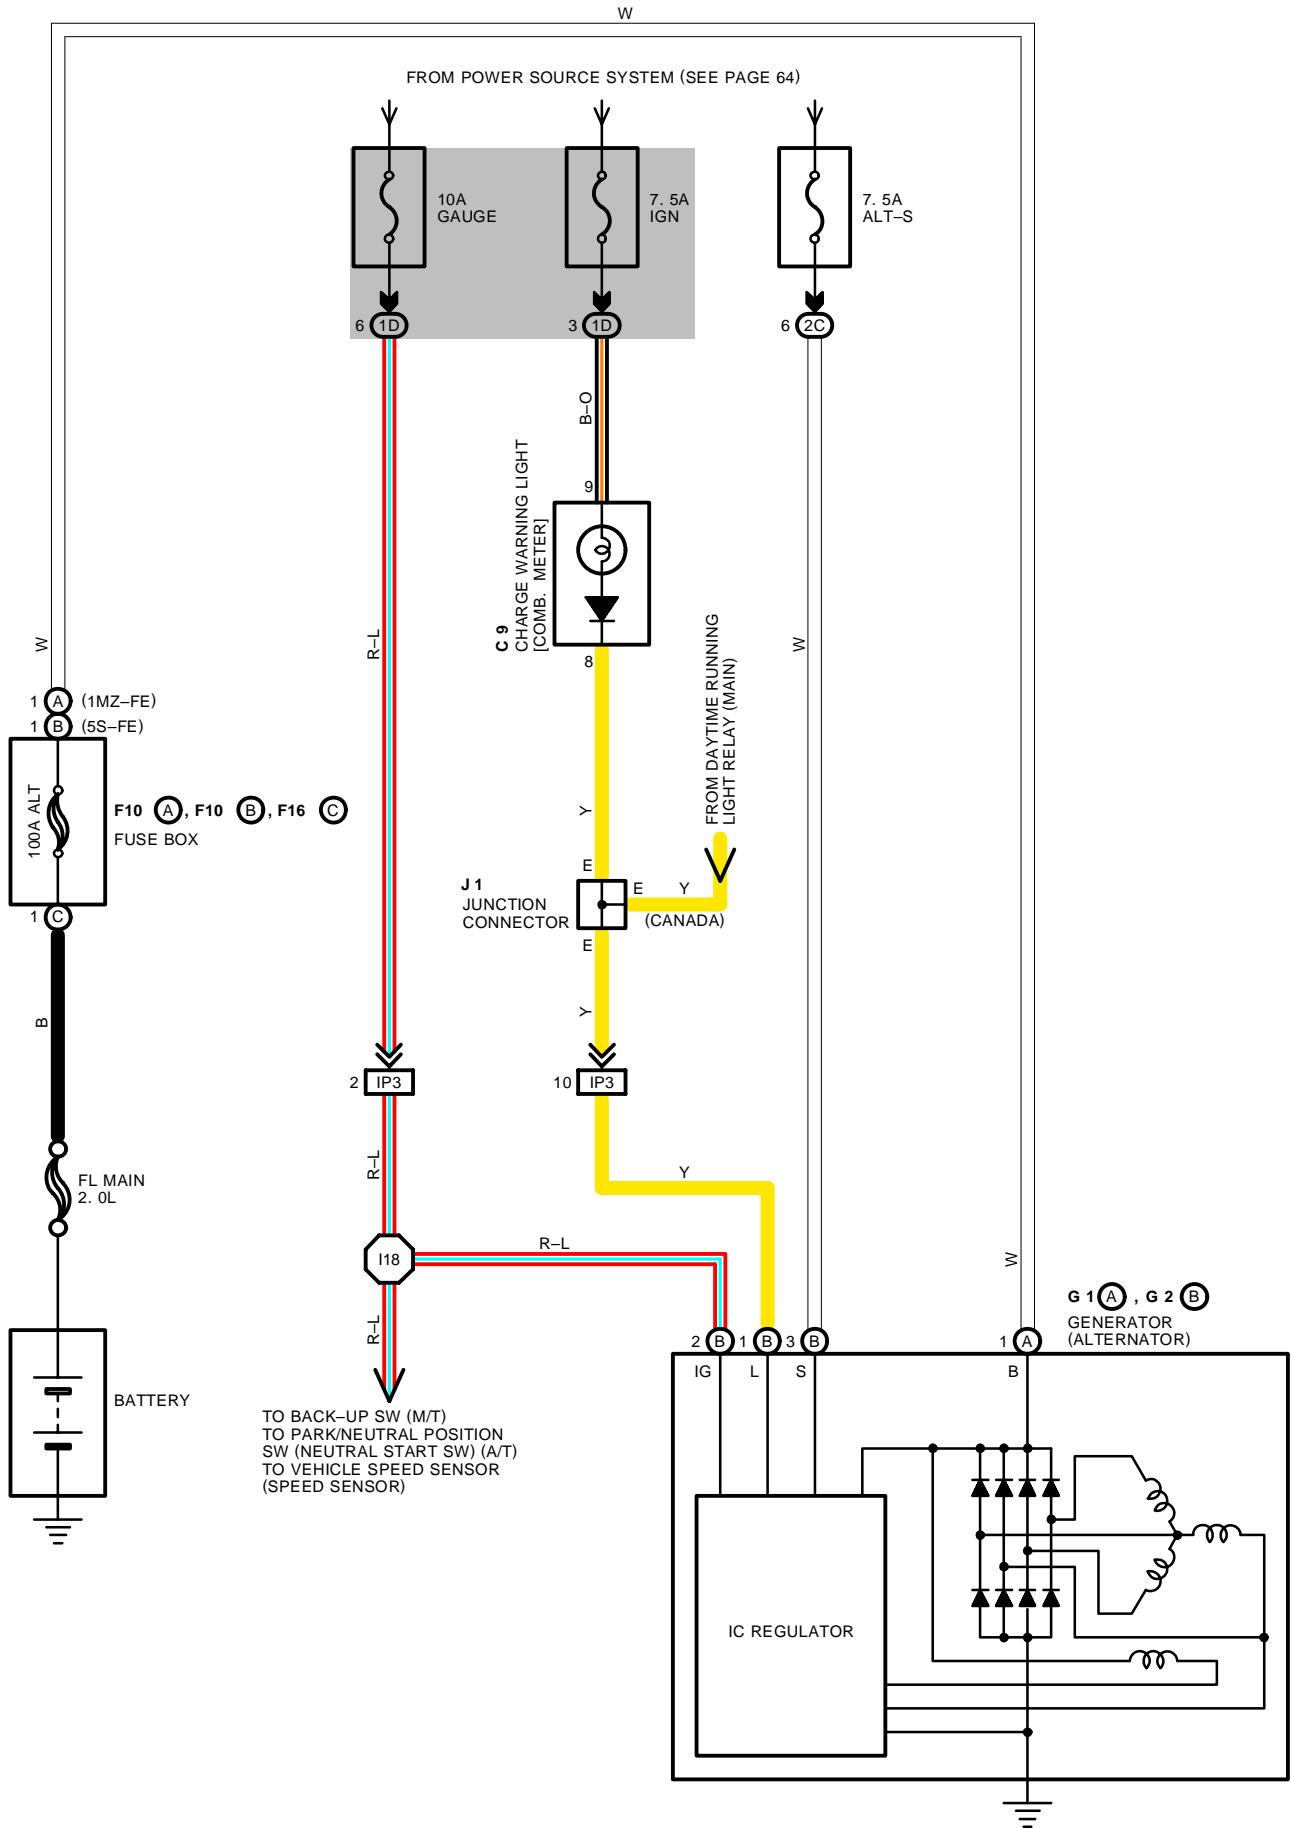 W
FROM POWER SOURCE SYSTEM (SEE PAGE 64)
10A
GAUGE
7. 5A
IGN
7. 5A
ALT–S
6 1D
3 1D
6 2C
B–O
9
C 9
CHARGE WARNING LIGHT
[COMB. METER]
8
W
R–L
W
FROM DAYTIME RUNNING
LIGHT RELAY (MAIN)
1 A (1MZ–FE)
1 B (5S–FE)
100A ALT
F10 A , F10 B , F16 C
FUSE BOX
1 C
Y
E
J 1
JUNCTION
CONNECTOR
E Y
(CANADA)
E
B
Y
2 IP3
10 IP3
FL MAIN
2. 0L
R–L
Y
I18
R–L
W
R–L
G 1 A , G 2 B
GENERATOR
(ALTERNATOR)
2 B
1 B
3 B
1 A
IG
L
S
B
BATTERY
TO BACK–UP SW (M/T)
TO PARK/NEUTRAL POSITION
SW (NEUTRAL START SW) (A/T)
TO VEHICLE SPEED SENSOR
(SPEED SENSOR)
IC REGULATOR